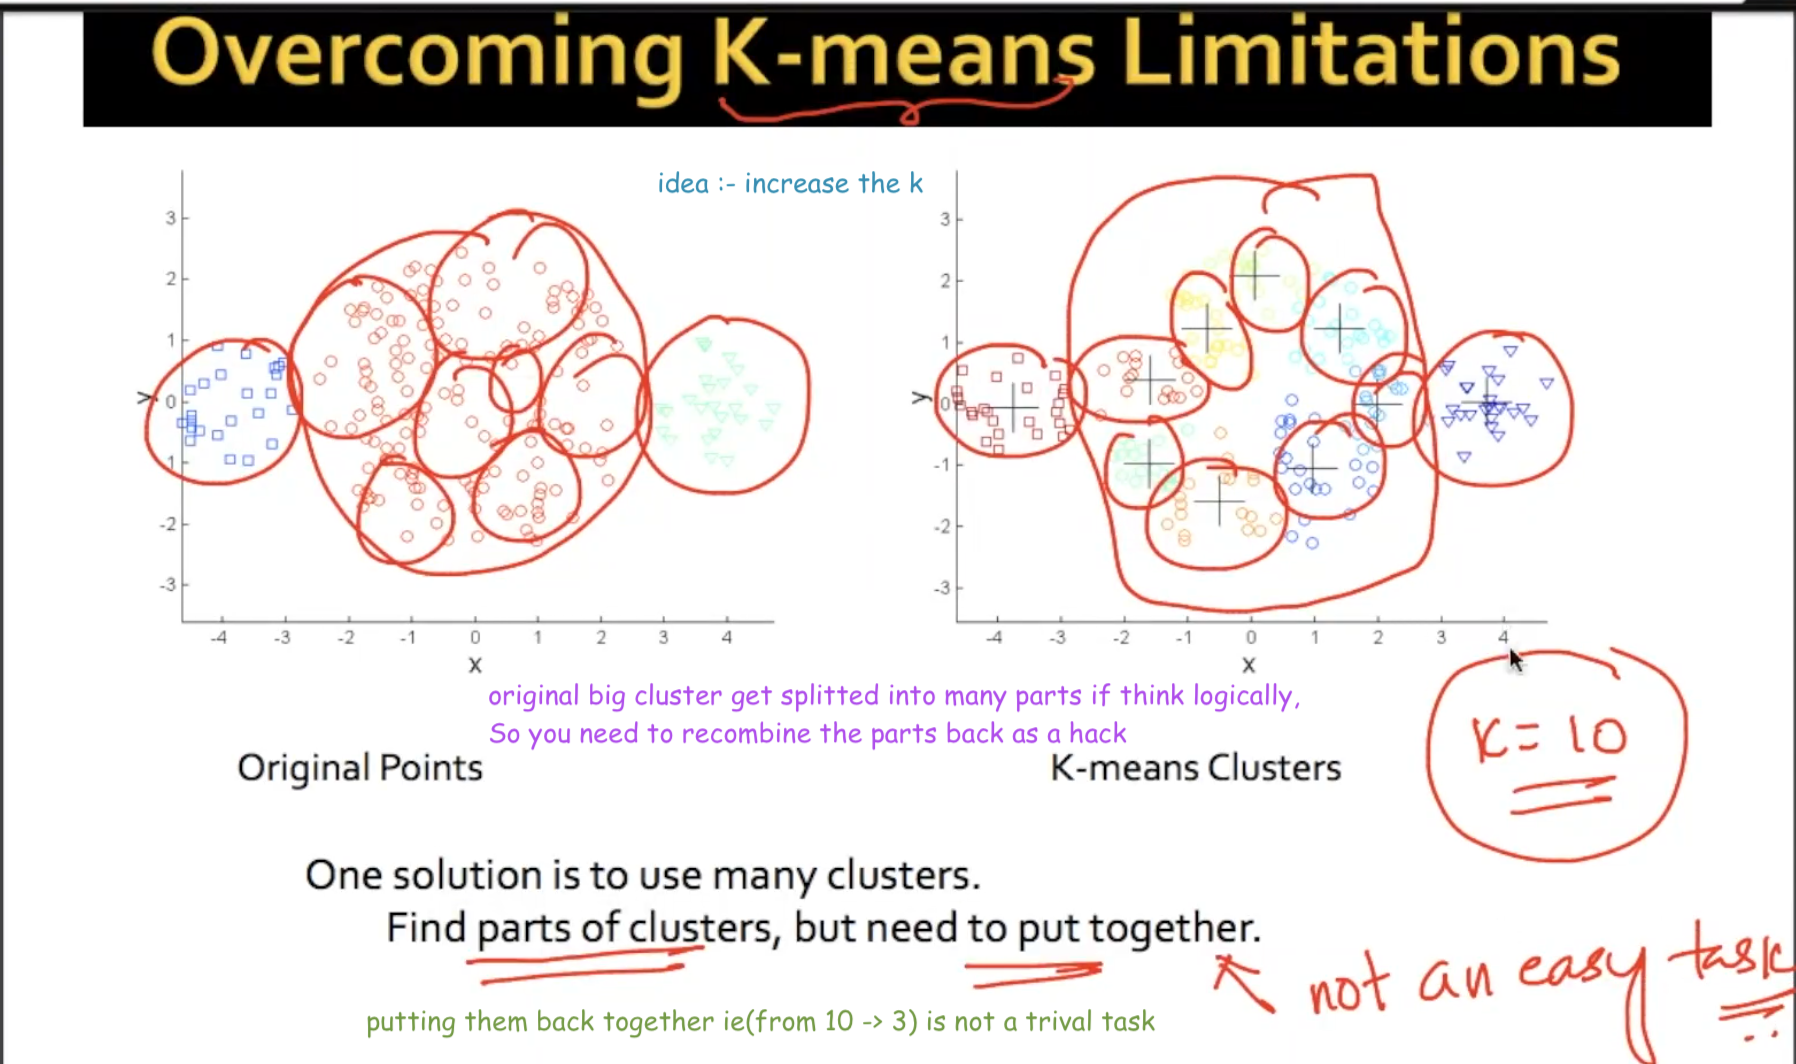 Overcoming K-means Limitations
idea :- increase the k
3
2
1
0
-1
-2
-3
y
-4 -3 -2 -1 0 1 2 3 4
x
3
2
1
0
-1
-2
-3
y
-4 -3 -2 -1 0 1 2 3 4
x
original big cluster get splitted into many parts if think logically,
So you need to recombine the parts back as a hack
Original Points
K-means Clusters
K = 10
One solution is to use many clusters.
Find parts of clusters, but need to put together.
not an easy task
putting them back together ie(from 10 -> 3) is not a trival task